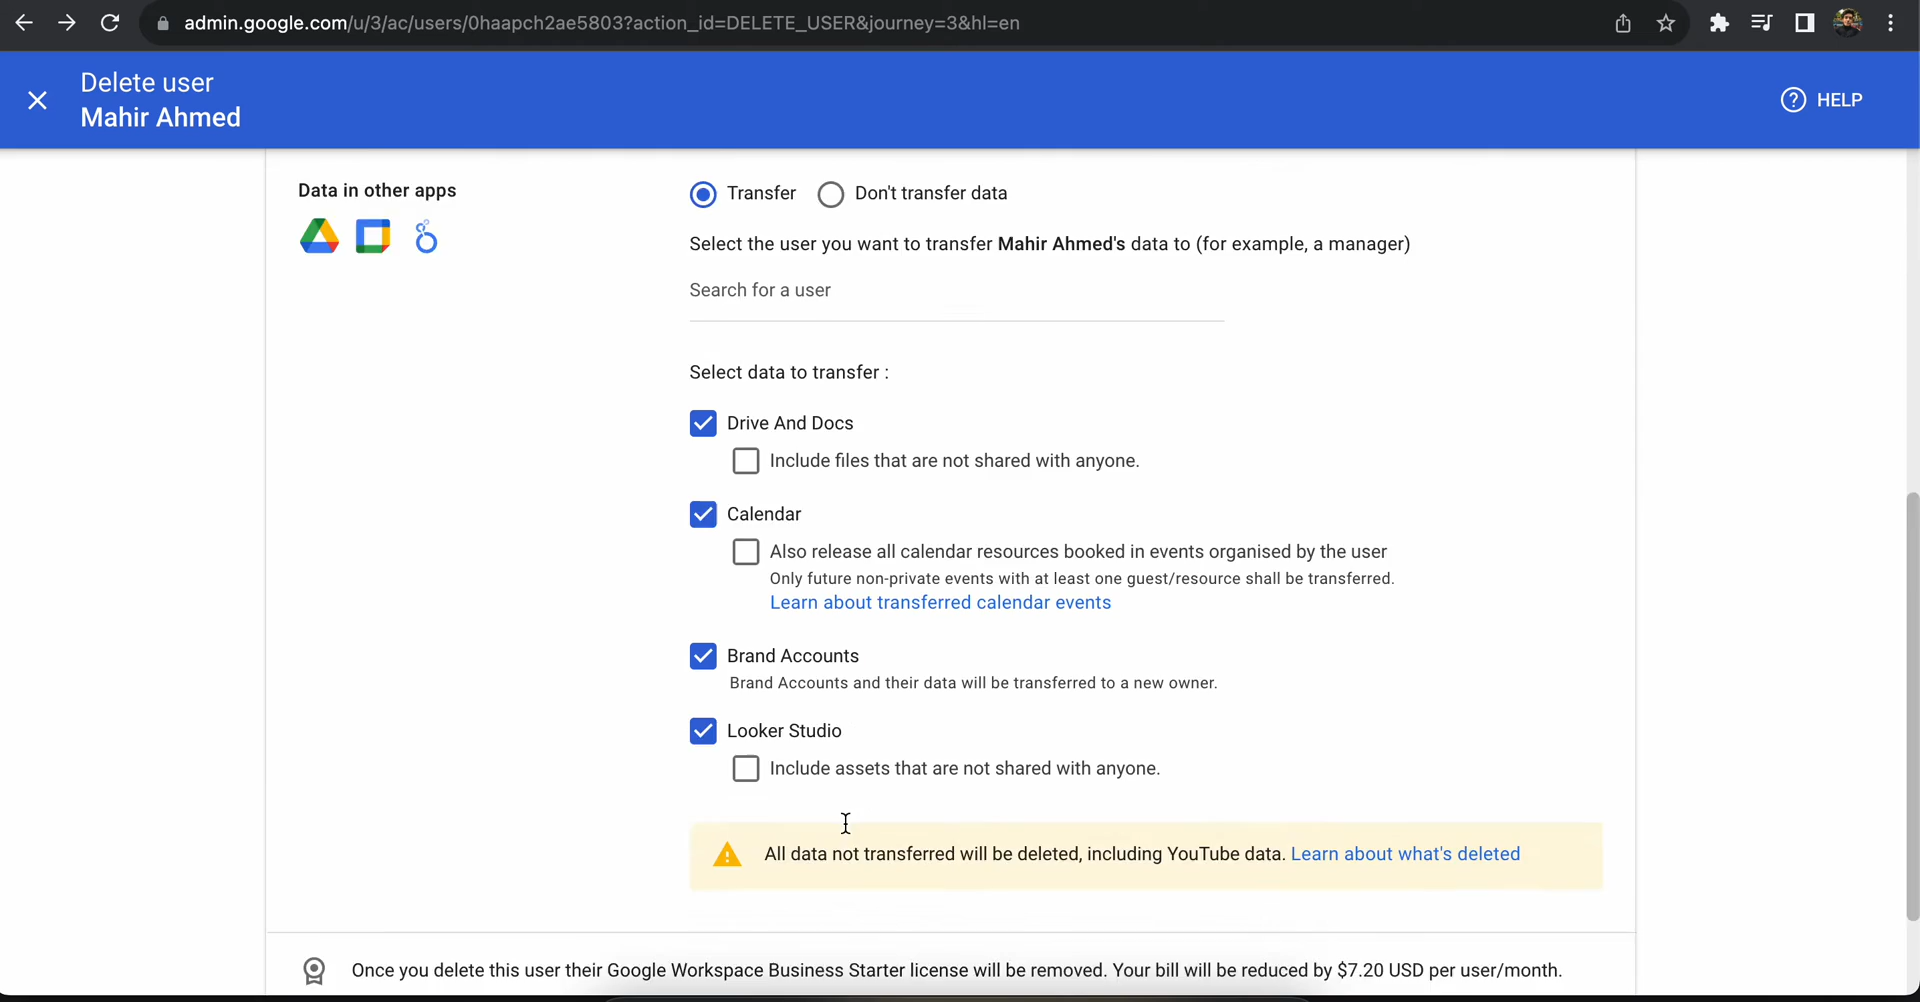 admin.google.com/u/3/ac/users/0haapch2ae5803?action_id=DELETE_USER&journey=3&hl=en
Delete user
Mahir Ahmed
HELP
Data in other apps
Transfer
Don't transfer data
Select the user you want to transfer Mahir Ahmed's data to (for example, a manager)
Search for a user
Select data to transfer :
Drive And Docs
Include files that are not shared with anyone.
Calendar
Also release all calendar resources booked in events organised by the user
Only future non-private events with at least one guest/resource shall be transferred.
Learn about transferred calendar events
Brand Accounts
Brand Accounts and their data will be transferred to a new owner.
Looker Studio
Include assets that are not shared with anyone.
All data not transferred will be deleted, including YouTube data. Learn about what's deleted
Once you delete this user their Google Workspace Business Starter license will be removed. Your bill will be reduced by $7.20 USD per user/month.